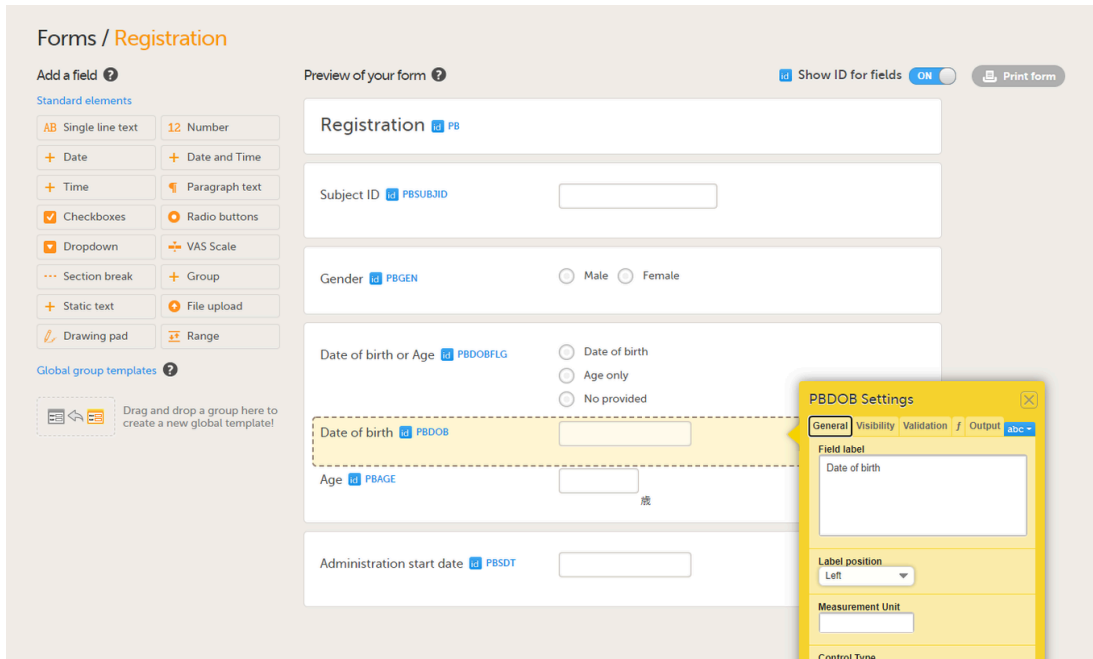 Forms / Registration
Add a field ?
Standard elements
AB Single line text
12 Number
Date
Date and Time
Time
Paragraph text
Checkboxes
Radio buttons
Dropdown
VAS Scale
Section break
Group
Static text
File upload
Drawing pad
Range
Global group templates ?
Drag and drop a group here to
create a new global template!
Preview of your form ?
id Show ID for fields ON
Print form
Registration id PB
Subject ID id PBSUBJID
Gender id PBGEN
Male Female
Date of birth or Age id PBDOBFLG
Date of birth
Age only
No provided
Date of birth id PBDOB
Age id PBAGE
歳
Administration start date id PBSDT
PBDOB Settings
General Visibility Validation ƒ Output abc
Field label
Date of birth
Label position
Left
Measurement Unit
Control Type